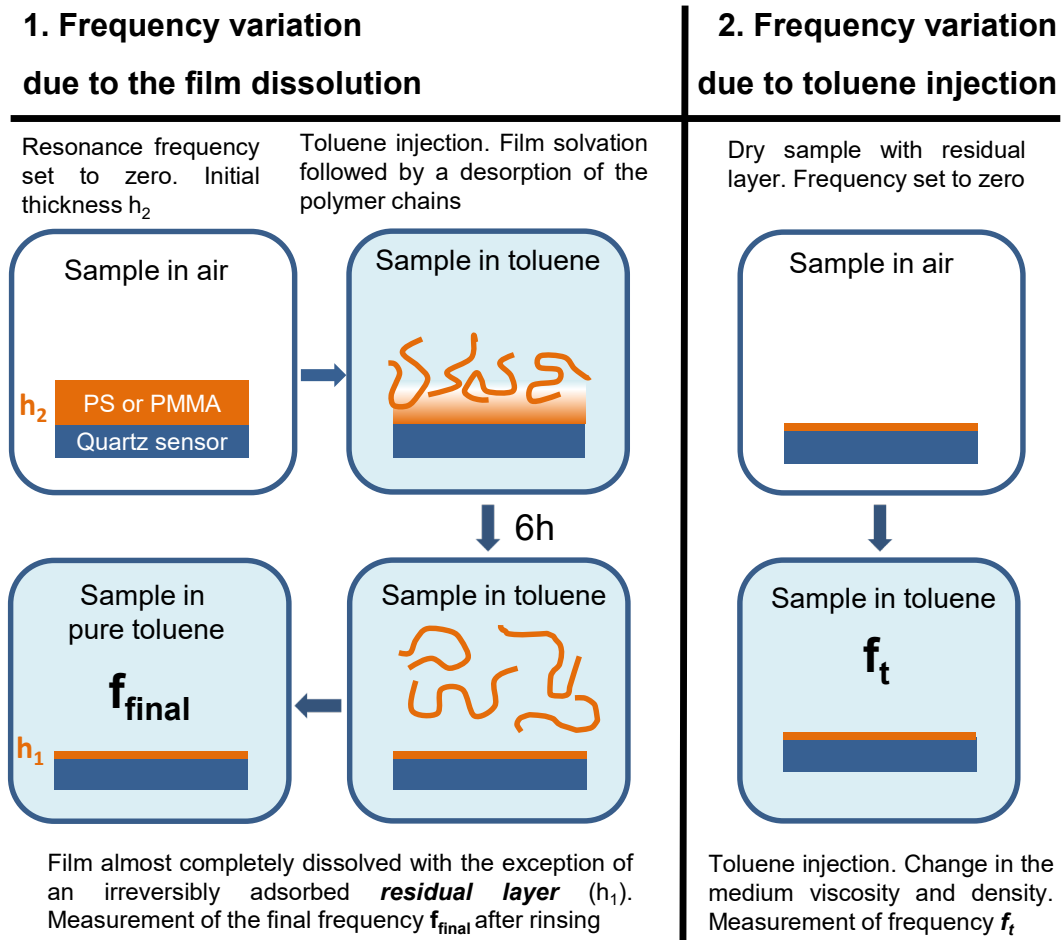 1. Frequency variation
due to the film dissolution
Resonance frequency
set to zero. Initial
thickness h₂
Toluene injection. Film solvation
followed by a desorption of the
polymer chains
Sample in air
h₂
PS or PMMA
Quartz sensor
Sample in toluene
6h
Sample in
pure toluene
f_final
h₁
Sample in toluene
Film almost completely dissolved with the exception of
an irreversibly adsorbed residual layer (h₁).
Measurement of the final frequency f_final after rinsing
2. Frequency variation
due to toluene injection
Dry sample with residual
layer. Frequency set to zero
Sample in air
Sample in toluene
fₜ
Toluene injection. Change in the
medium viscosity and density.
Measurement of frequency fₜ